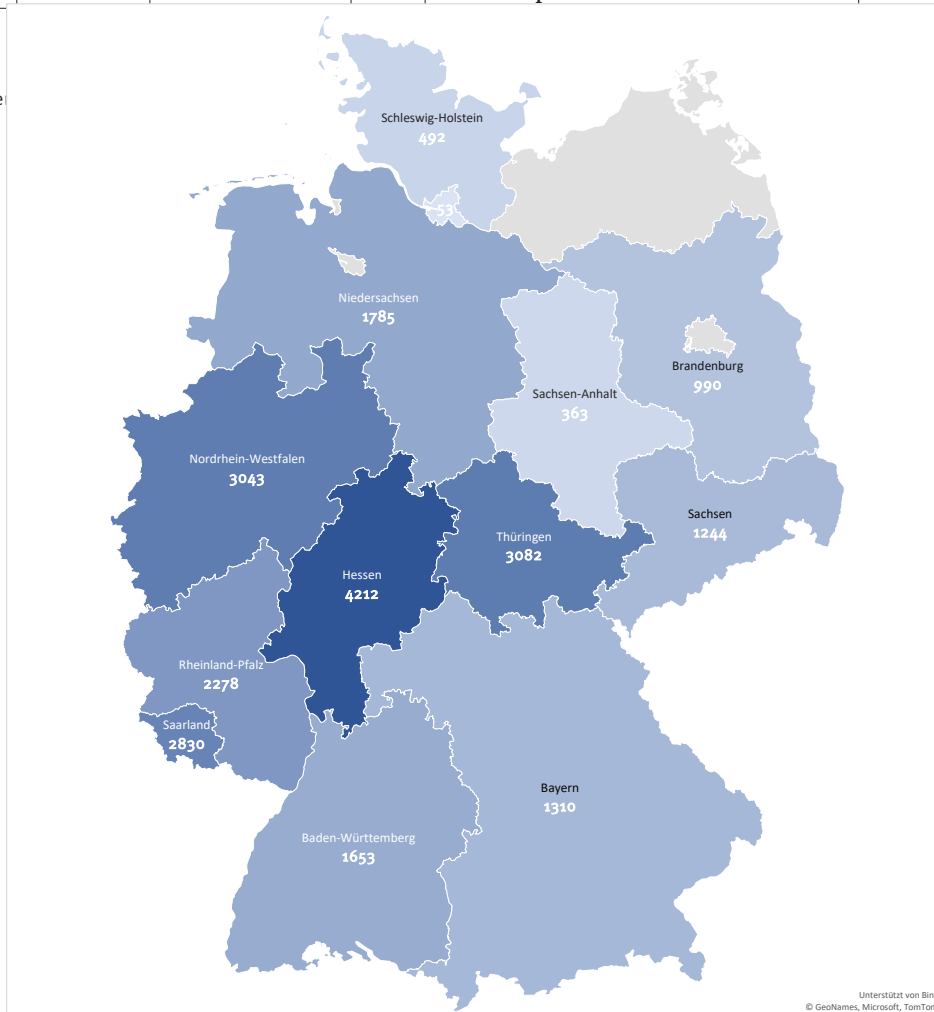 Schleswig-Holstein
492
53
Niedersachsen
1785
Brandenburg
990
Sachsen-Anhalt
363
Nordrhein-Westfalen
3043
Sachsen
1244
Thüringen
3082
Hessen
4212
Rheinland-Pfalz
2278
Saarland
2830
Bayern
1310
Baden-Württemberg
1653
Unterstützt von Bin
© GeoNames, Microsoft, TomTom